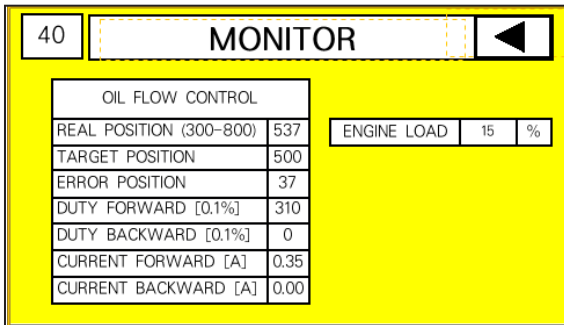 40 MONITOR
OIL FLOW CONTROL
REAL POSITION (300-800) 537
TARGET POSITION 500
ERROR POSITION 37
DUTY FORWARD [0.1%] 310
DUTY BACKWARD [0.1%] 0
CURRENT FORWARD [A] 0.35
CURRENT BACKWARD [A] 0.00
ENGINE LOAD 15 %